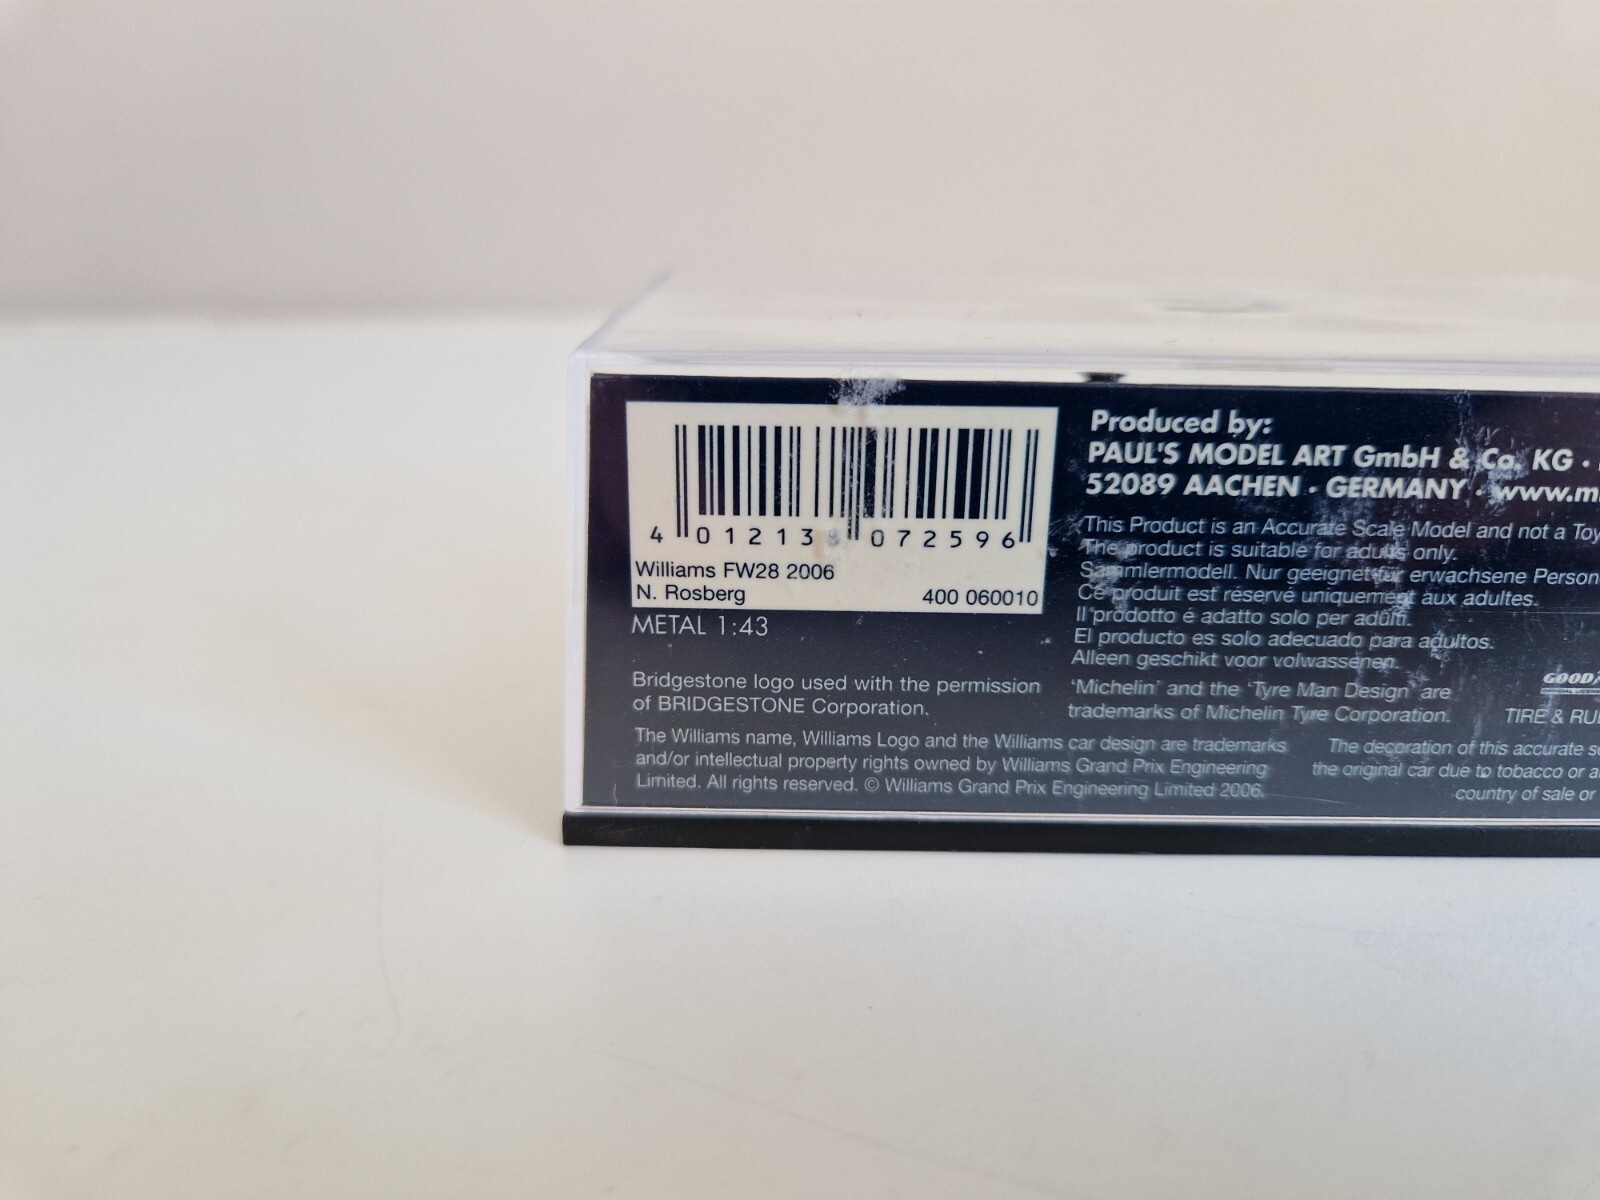 4 012138 072596
Williams FW28 2006
N. Rosberg 400 060010
METAL 1:43
Bridgestone logo used with the permission
of BRIDGESTONE Corporation.
The Williams name, Williams Logo and the Williams car design are trademarks
and/or intellectual property rights owned by Williams Grand Prix Engineering
Limited. All rights reserved. © Williams Grand Prix Engineering Limited 2006.
Produced by:
PAUL'S MODEL ART GmbH & Co. KG ·
52089 AACHEN · GERMANY · www.m
This Product is an Accurate Scale Model and not a Toy
The product is suitable for adults only.
Sammlermodell. Nur geeignet für erwachsene Person
Ce produit est réservé uniquement aux adultes.
Il prodotto é adatto solo per adulti.
El producto es solo adecuado para adultos.
Alleen geschikt voor volwassenen.
'Michelin' and the 'Tyre Man Design' are
trademarks of Michelin Tyre Corporation.
GOOD
TIRE & RU
The decoration of this accurate
the original car due to tobacco or
country of sale or